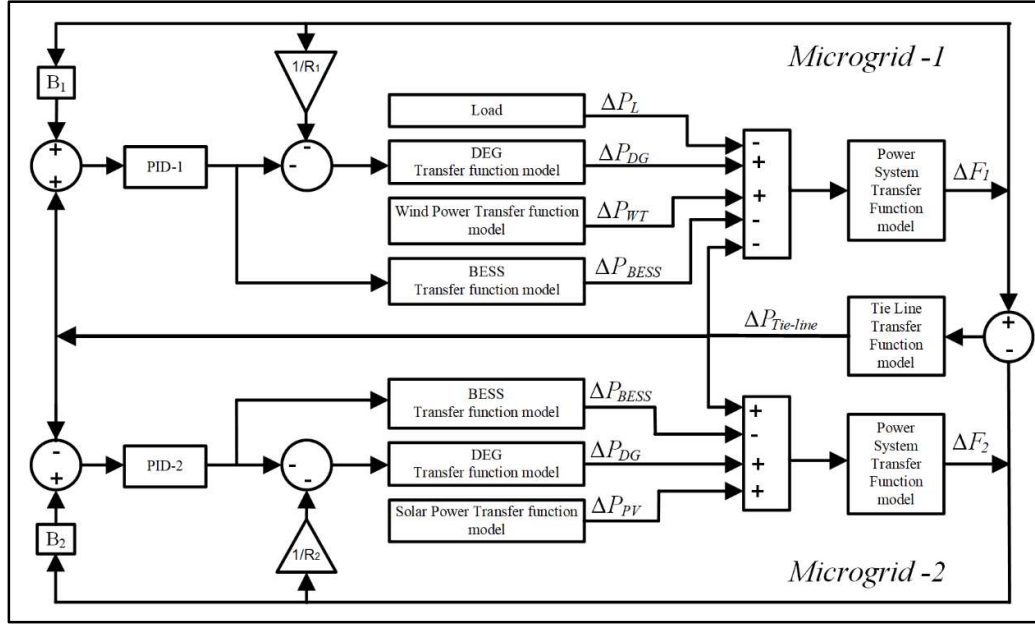 Microgrid -1
1/R1
B1
Load
ΔPL
DEG
Transfer function model
ΔPDG
Power
System
Transfer
Function
model
ΔF1
PID-1
Wind Power Transfer function
model
ΔPWT
BESS
Transfer function model
ΔPBESS
+
+
-
-
-
+
+
-
-
ΔPTie-line
Tie Line
Transfer
Function
model
+
-
BESS
Transfer function model
ΔPBESS
PID-2
DEG
Transfer function model
ΔPDG
Power
System
Transfer
Function
model
ΔF2
Solar Power Transfer function
model
ΔPPV
-
+
-
-
+
-
+
+
B2
1/R2
Microgrid -2